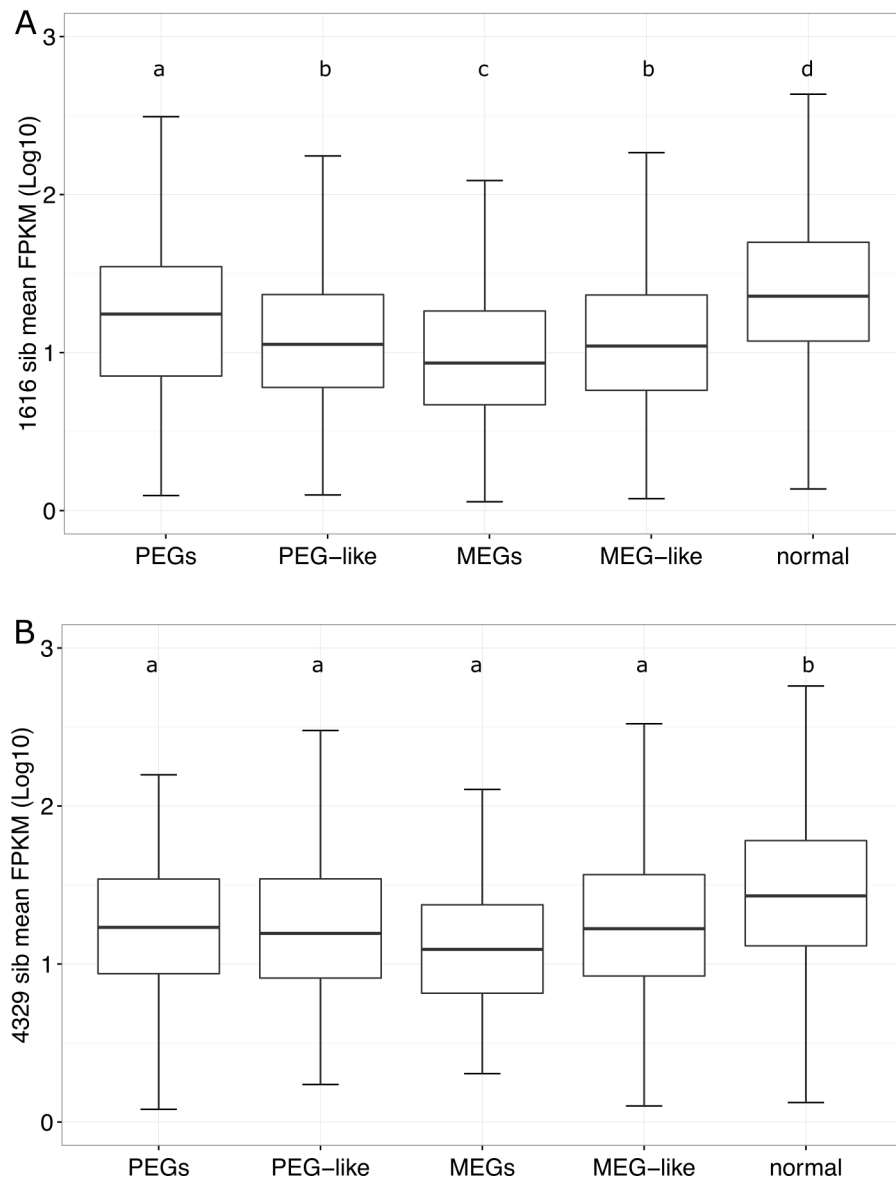 A
1616 sib mean FPKM (Log10)
3
2
1
0
a b c b d
PEGs PEG-like MEGs MEG-like normal
B
4329 sib mean FPKM (Log10)
3
2
1
0
a a a a b
PEGs PEG-like MEGs MEG-like normal